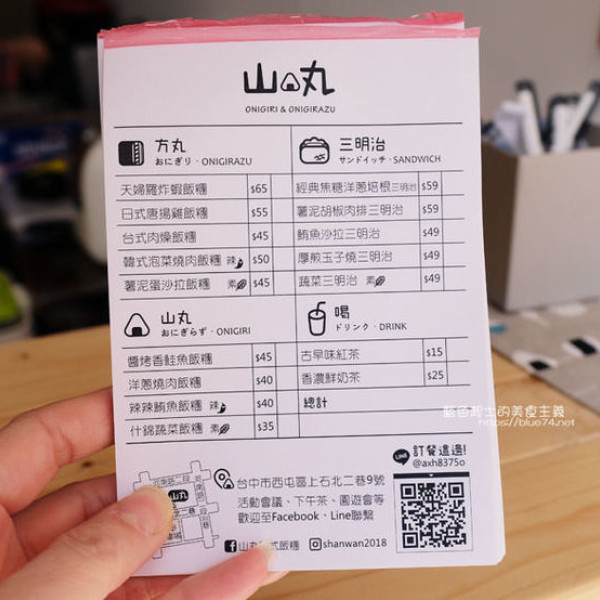 山丸
ONIGIRI & ONIGIRAZU
方丸
おにぎり・ONIGIRAZU
天婦羅炸蝦飯糰 $65
日式唐揚雞飯糰 $55
台式肉燥飯糰 $45
韓式泡菜燒肉飯糰 辣 $50
薯泥蛋沙拉飯糰 素 $45
三明治
サンドイッチ・SANDWICH
經典焦糖洋蔥培根三明治 $59
薯泥胡椒肉排三明治 $59
鮪魚沙拉三明治 $49
厚煎玉子燒三明治 $49
蔬菜三明治 素 $49
山丸
おにぎらず・ONIGIRI
醬烤香鮭魚飯糰 $45
洋蔥燒肉飯糰 $40
辣辣鮪魚飯糰 辣 $40
什錦蔬菜飯糰 素 $35
喝
ドリンク・DRINK
古早味紅茶 $15
香濃鮮奶茶 $25
總計
LINE 訂餐這邊!
@axh8375o
山丸
台中市西屯區上石北二巷9號
活動會議、下午茶、園遊會等
歡迎至Facebook、Line聯繫
山丸 式飯糰 shanwan2018
https://blue74.net